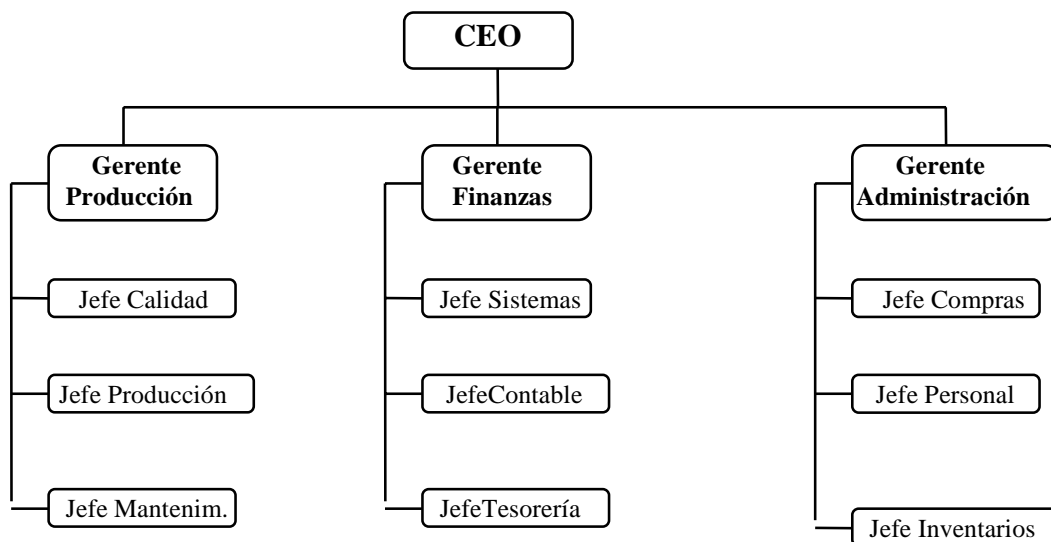 CEO
Gerente
Producción
Gerente
Finanzas
Gerente
Administración
Jefe Calidad
Jefe Sistemas
Jefe Compras
Jefe Producción
JefeContable
Jefe Personal
Jefe Mantenim.
JefeTesorería
Jefe Inventarios